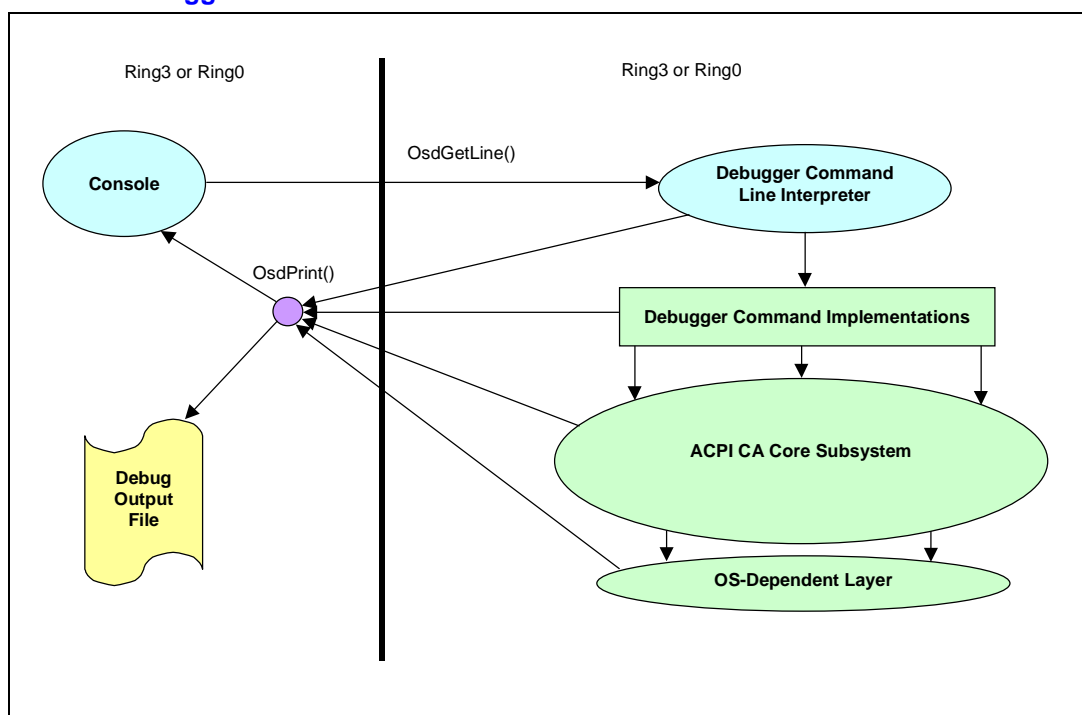 Ring3 or Ring0
Ring3 or Ring0
OsdGetLine()
Console
Debugger Command
Line Interpreter
OsdPrint()
Debugger Command Implementations
ACPI CA Core Subsystem
Debug
Output
File
OS-Dependent Layer